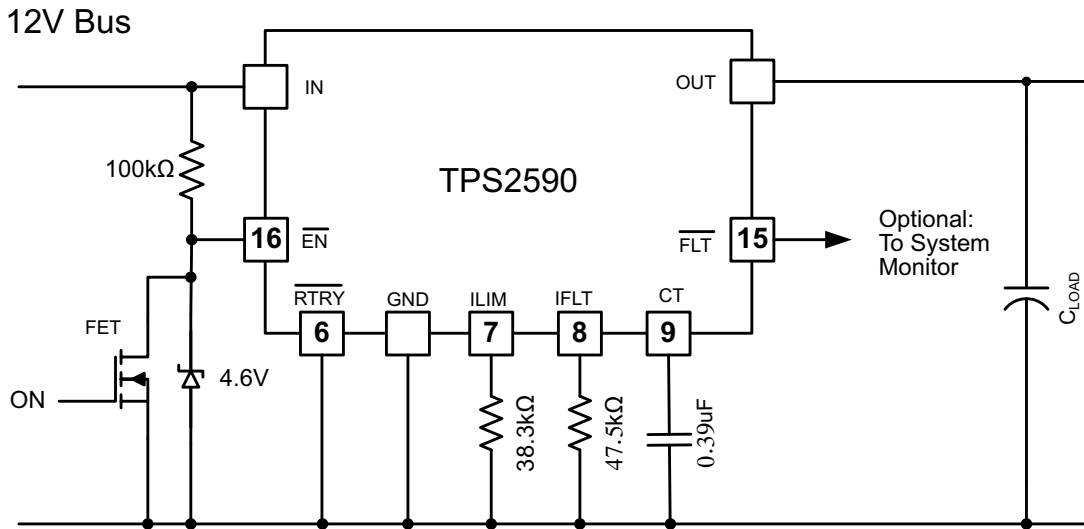 12V Bus
IN
OUT
100kΩ
TPS2590
16
EN
FLT
15
Optional:
To System
Monitor
RTRY
GND
ILIM
IFLT
CT
6
7
8
9
FET
4.6V
ON
38.3kΩ
47.5kΩ
0.39uF
CLOAD